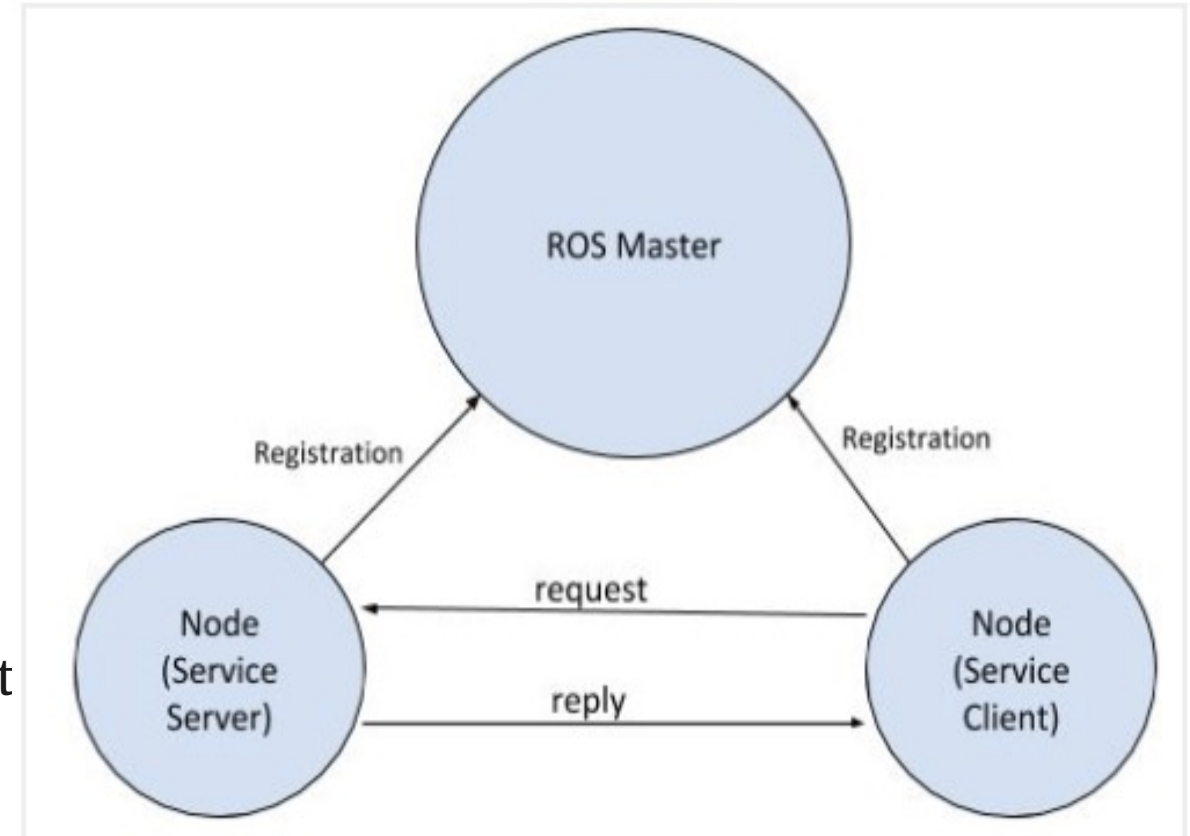 ROS Master
Registration
Registration
request
Node
(Service
Server)
Node
(Service
Client)
reply
t